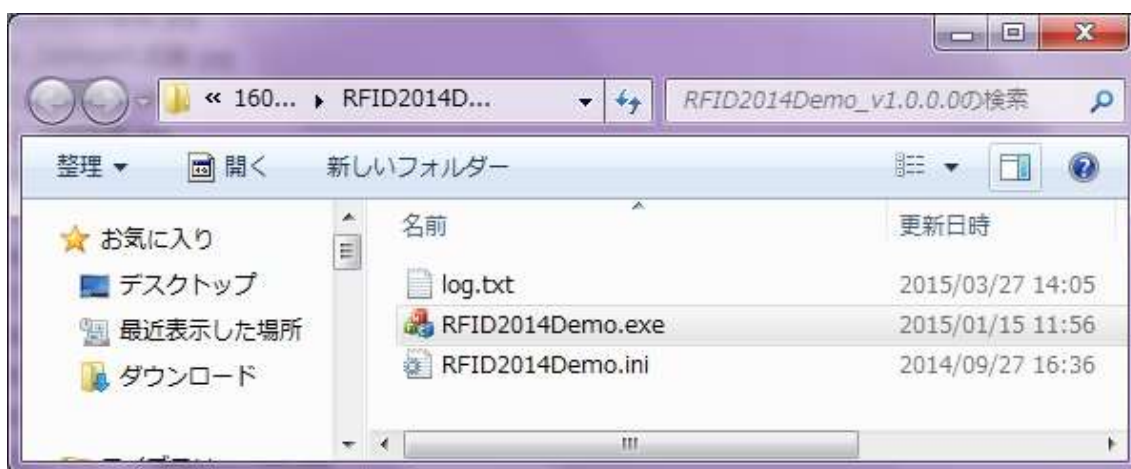 « 160... ▸ RFID2014D...
RFID2014Demo_v1.0.0.0の検索
整理 開く 新しいフォルダー
お気に入り
デスクトップ
最近表示した場所
ダウンロード
名前 更新日時
log.txt 2015/03/27 14:05
RFID2014Demo.exe 2015/01/15 11:56
RFID2014Demo.ini 2014/09/27 16:36